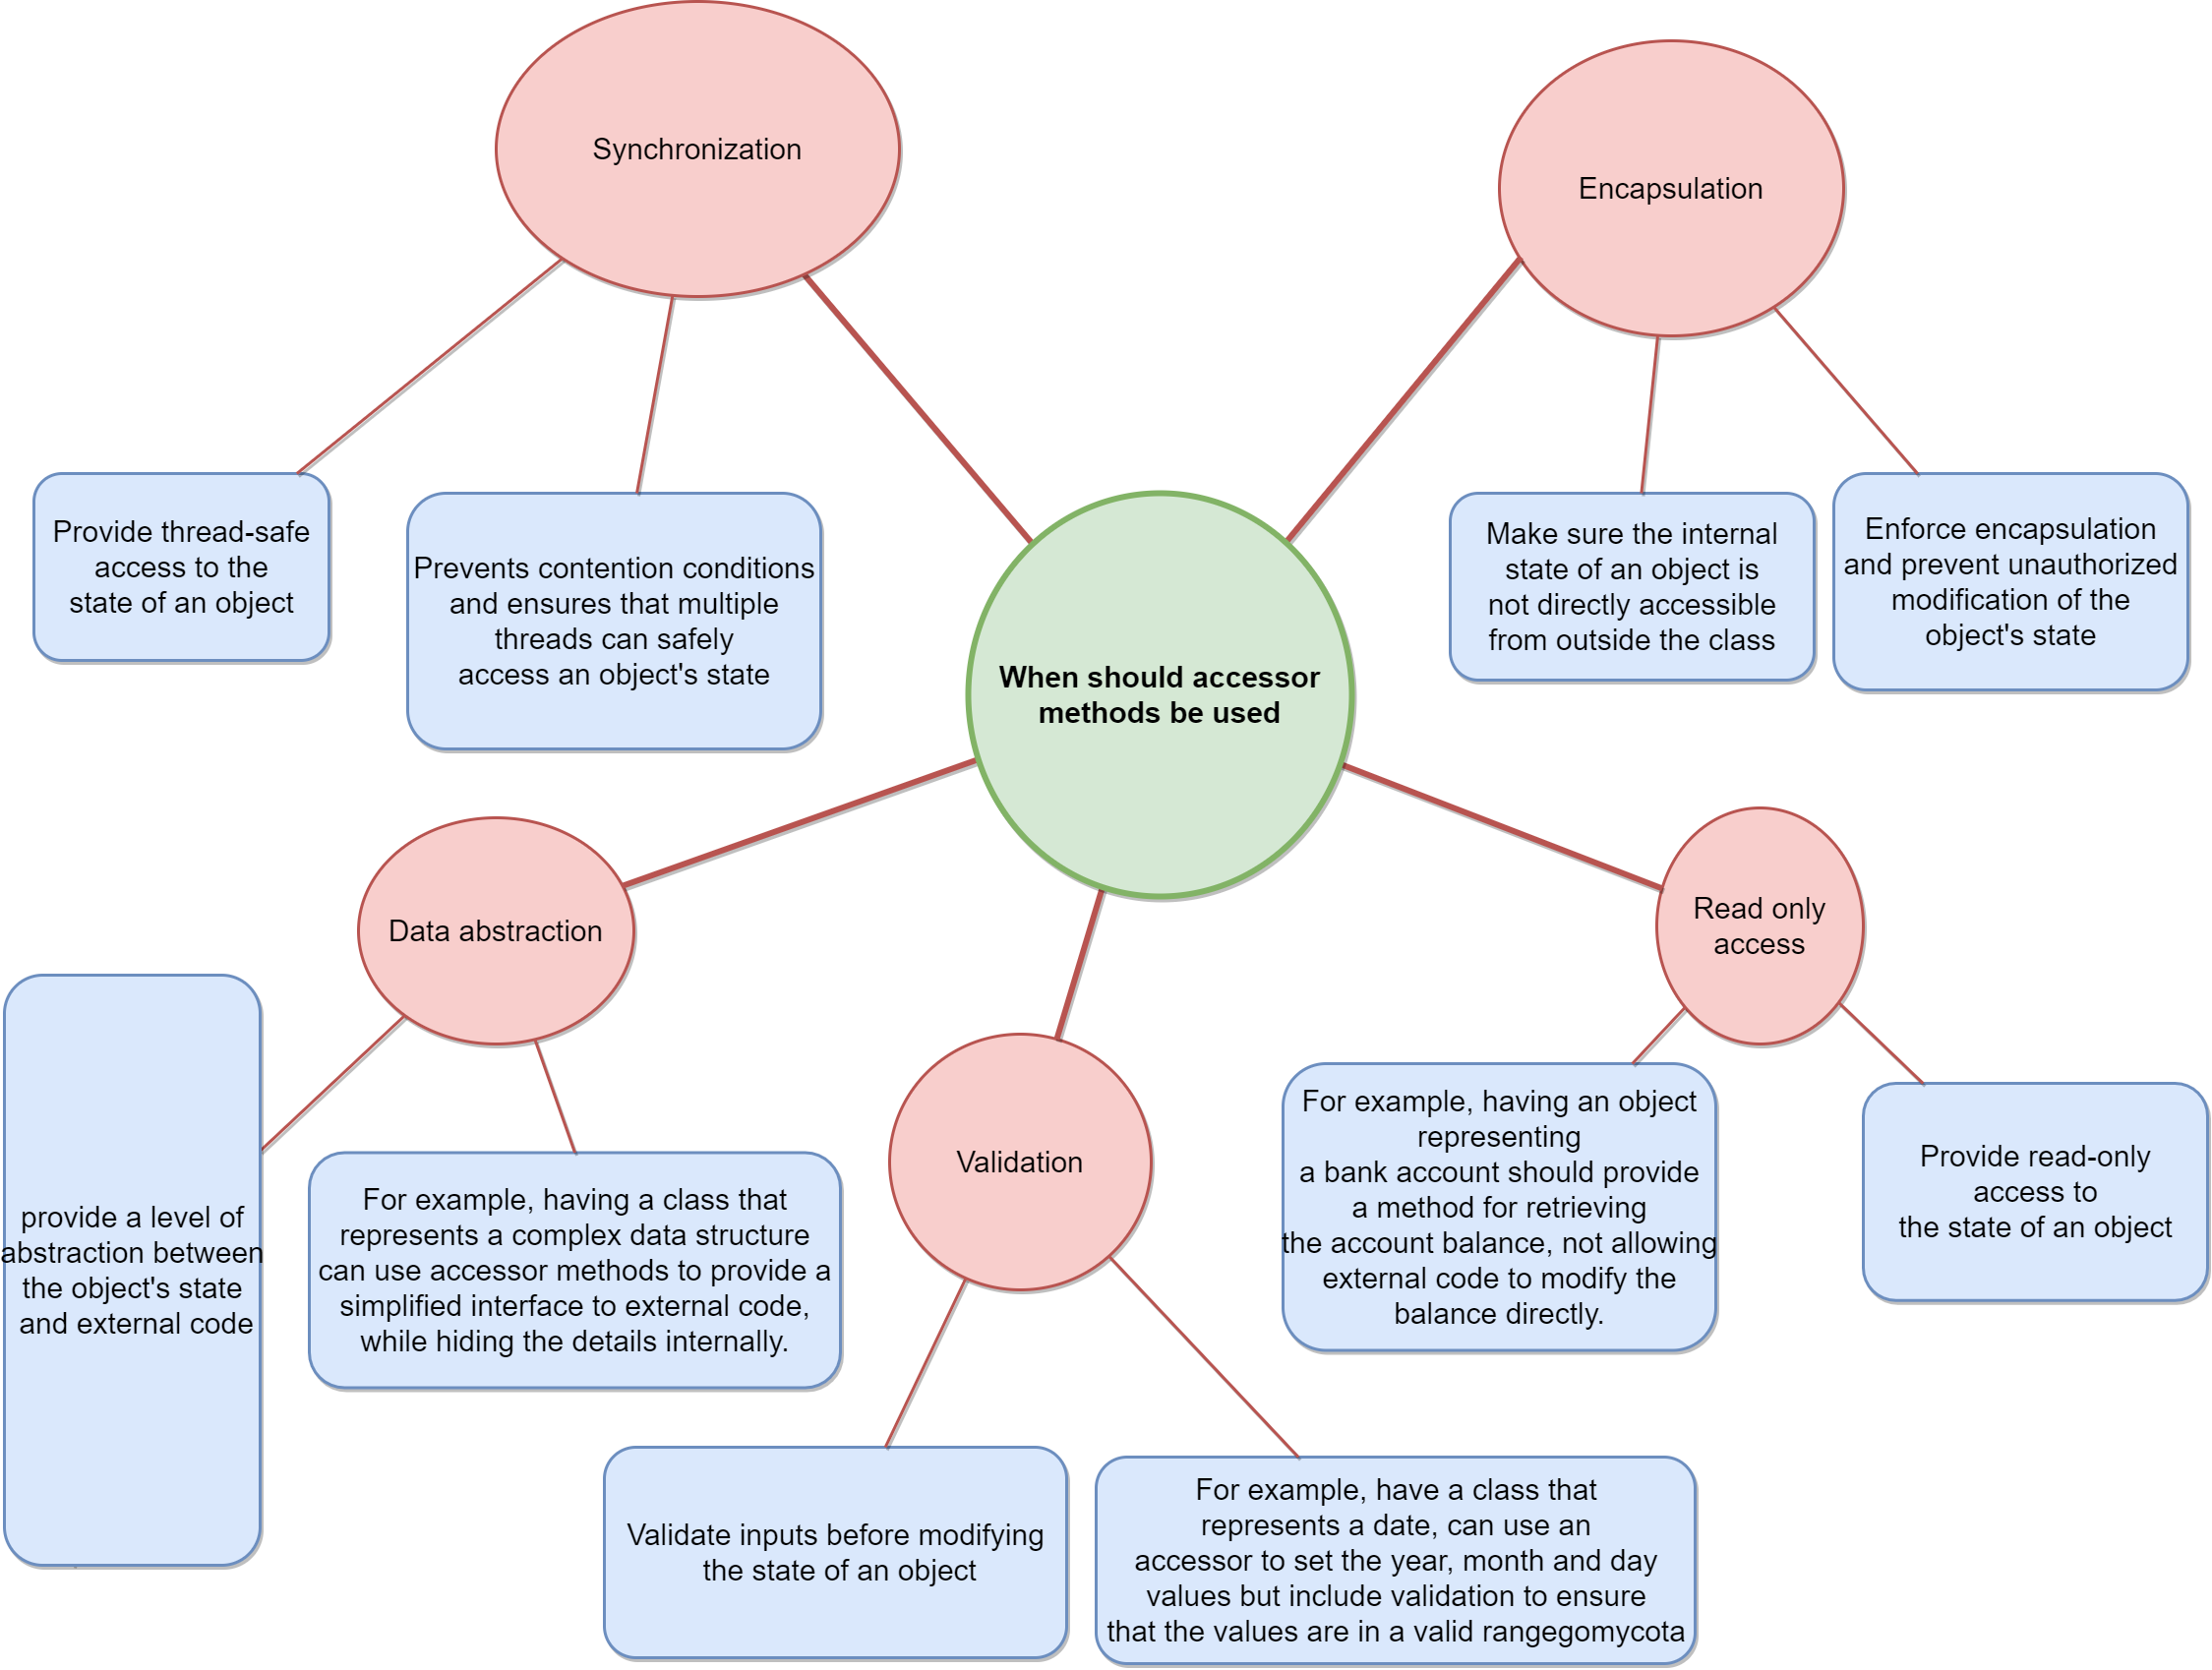 Synchronization
Encapsulation
Provide thread-safe
access to the
state of an object
Prevents contention conditions
and ensures that multiple
threads can safely
access an object's state
When should accessor
methods be used
Make sure the internal
state of an object is
not directly accessible
from outside the class
Enforce encapsulation
and prevent unauthorized
modification of the
object's state
Data abstraction
Read only
access
provide a level of
abstraction between
the object's state
and external code
For example, having a class that
represents a complex data structure
can use accessor methods to provide a
simplified interface to external code,
while hiding the details internally.
Validation
For example, having an object
representing
a bank account should provide
a method for retrieving
the account balance, not allowing
external code to modify the
balance directly.
Provide read-only
access to
the state of an object
Validate inputs before modifying
the state of an object
For example, have a class that
represents a date, can use an
accessor to set the year, month and day
values but include validation to ensure
that the values are in a valid rangegomycota